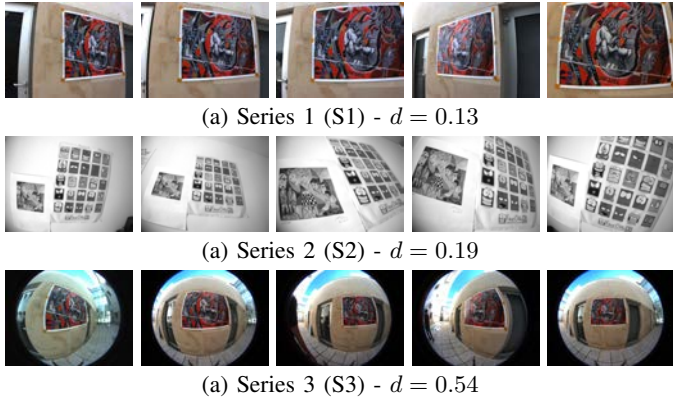 (a) Series 1 (S1) - d = 0.13
(a) Series 2 (S2) - d = 0.19
(a) Series 3 (S3) - d = 0.54